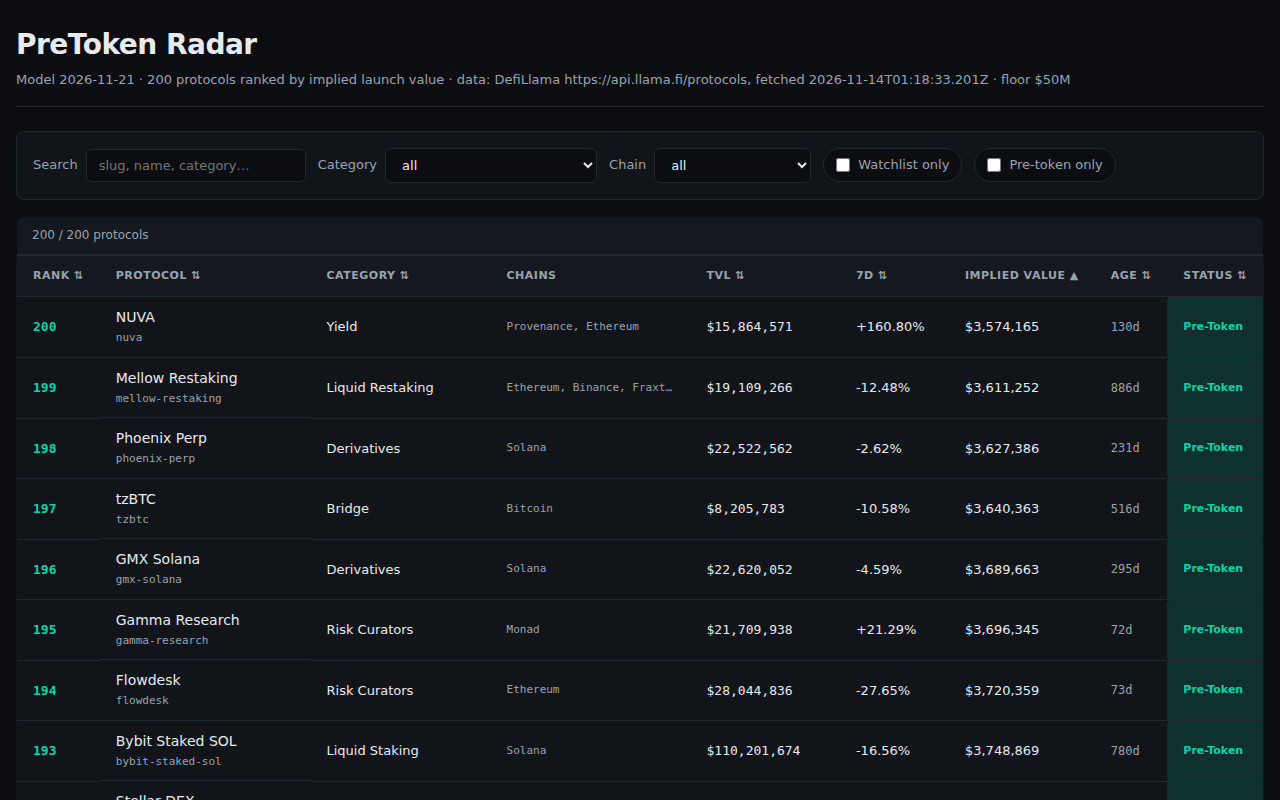 PreToken Radar
Model 2026-11-21 · 200 protocols ranked by implied launch value · data: DefiLlama https://api.llama.fi/protocols, fetched 2026-11-14T01:18:33.201Z · floor $50M
Search slug, name, category… Category all Chain all Watchlist only Pre-token only
200 / 200 protocols
RANK ⇅ PROTOCOL ⇅ CATEGORY ⇅ CHAINS TVL ⇅ 7D ⇅ IMPLIED VALUE ▲ AGE ⇅ STATUS ⇅
200 NUVA Yield Provenance, Ethereum $15,864,571 +160.80% $3,574,165 130d Pre-Token
nuva
199 Mellow Restaking Liquid Restaking Ethereum, Binance, Fraxt… $19,109,266 -12.48% $3,611,252 886d Pre-Token
mellow-restaking
198 Phoenix Perp Derivatives Solana $22,522,562 -2.62% $3,627,386 231d Pre-Token
phoenix-perp
197 tzBTC Bridge Bitcoin $8,205,783 -10.58% $3,640,363 516d Pre-Token
tzbtc
196 GMX Solana Derivatives Solana $22,620,052 -4.59% $3,689,663 295d Pre-Token
gmx-solana
195 Gamma Research Risk Curators Monad $21,709,938 +21.29% $3,696,345 72d Pre-Token
gamma-research
194 Flowdesk Risk Curators Ethereum $28,044,836 -27.65% $3,720,359 73d Pre-Token
flowdesk
193 Bybit Staked SOL Liquid Staking Solana $110,201,674 -16.56% $3,748,869 780d Pre-Token
bybit-staked-sol
Stellar DEX